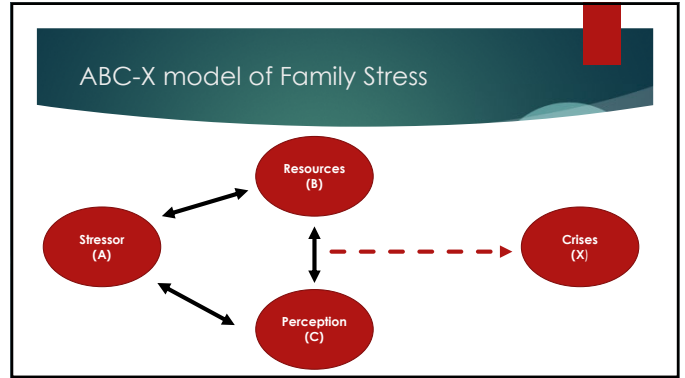 ABC-X model of Family Stress
Resources
(B)
Stressor
(A)
Crises
(X)
Perception
(C)